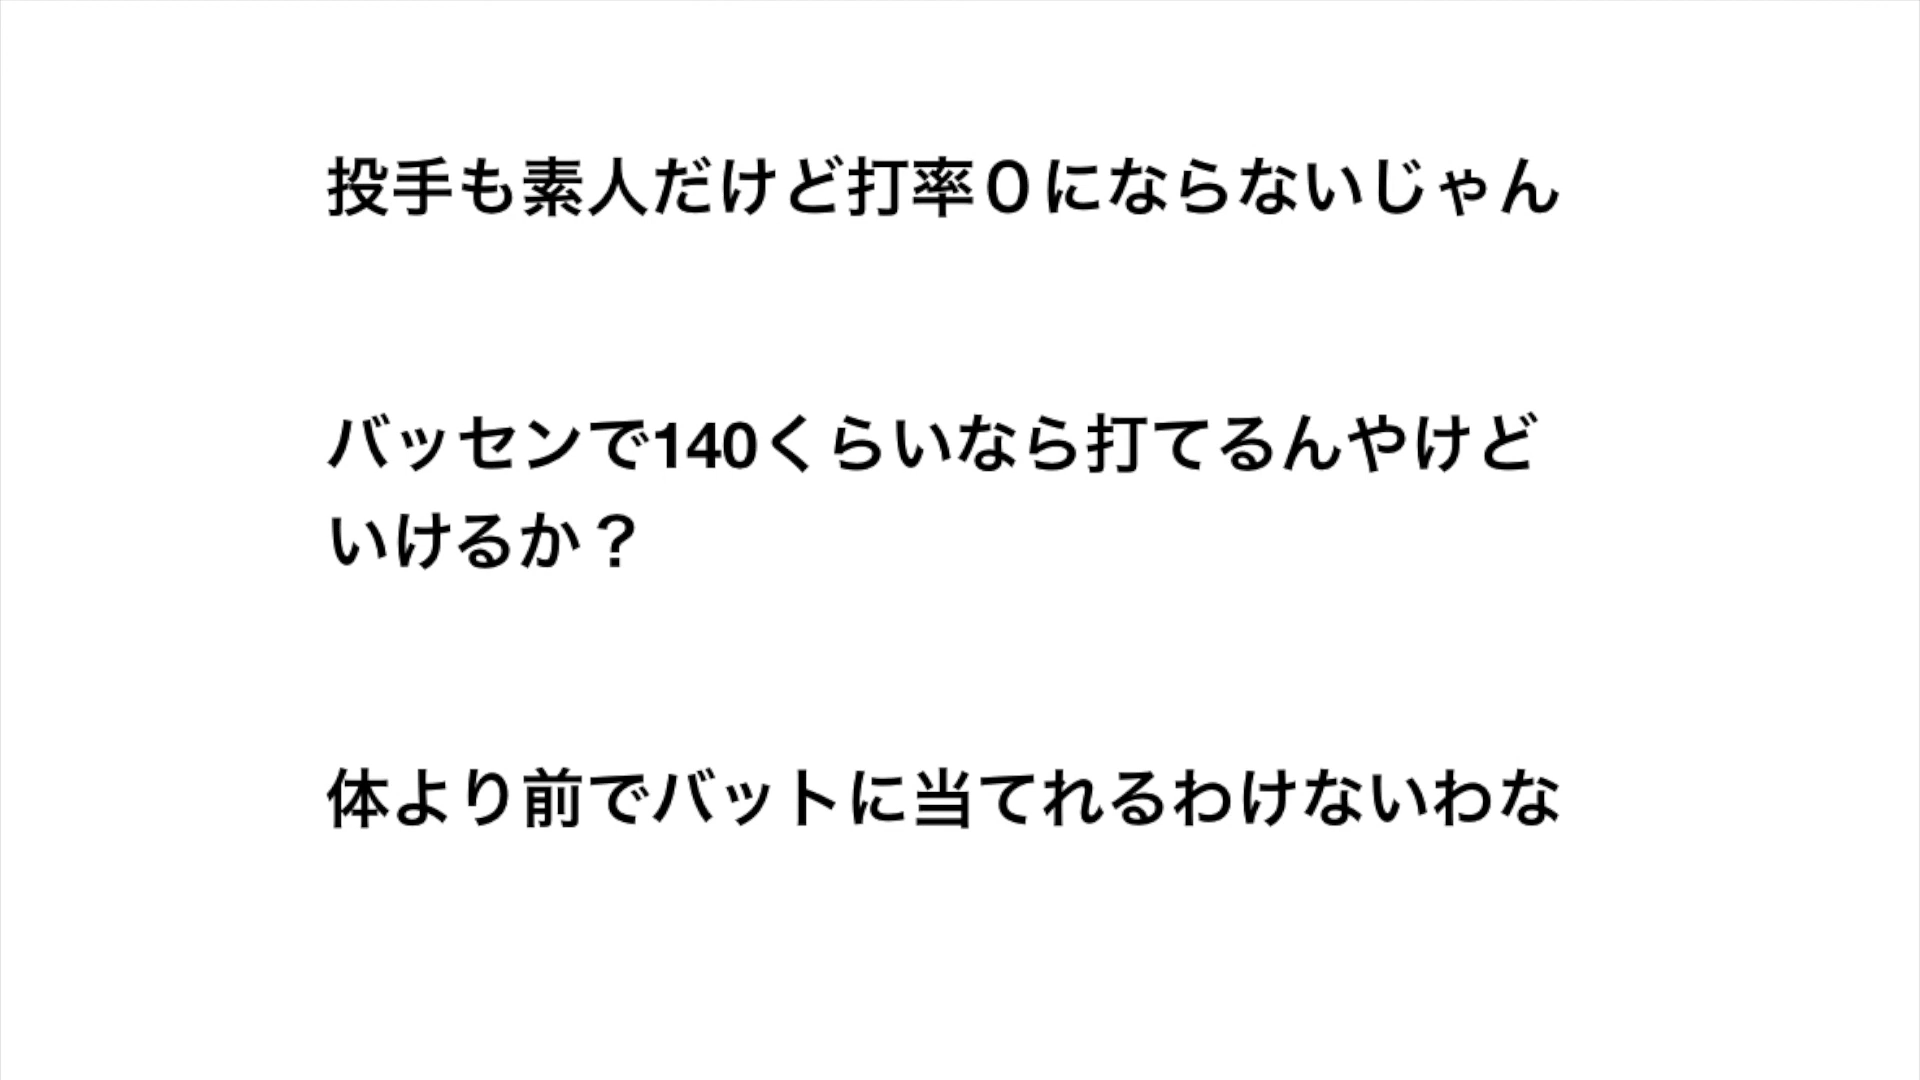 投手も素人だけど打率０にならないじゃん
バッセンで140くらいなら打てるんやけど
いけるか？
体より前でバットに当てれるわけないわな